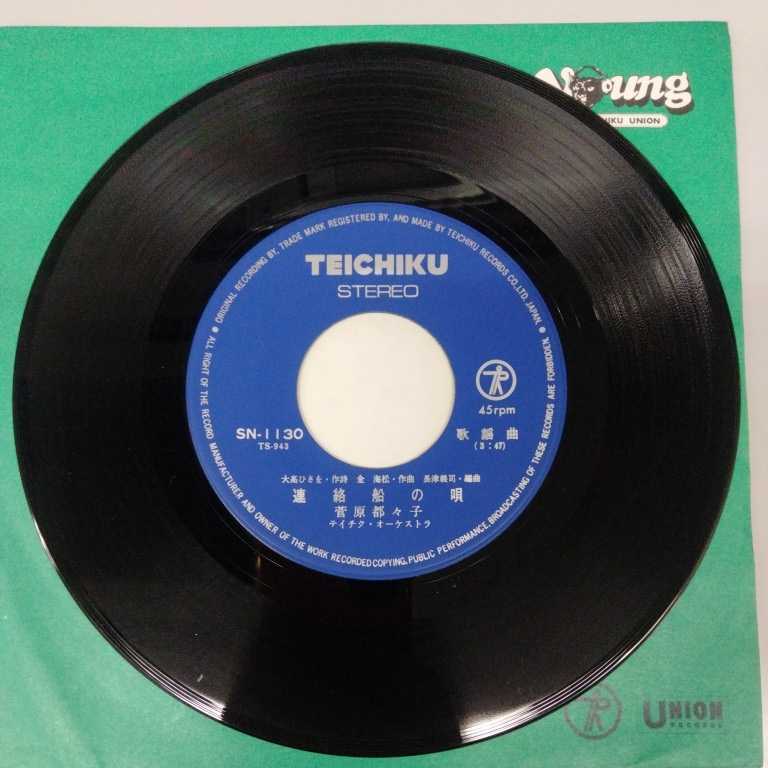 Young
IKU UNION
ORIGINAL RECORDING BY, TRADE MARK REGISTERED BY, AND MADE BY TEICHIKU RECORDS CO., LTD. JAPAN.
TEICHIKU
STEREO
45rpm
SN-1130
TS-943
歌謡曲
(3:47)
大高ひさを・作詩 金 海松・作曲 長津義司・編曲
連絡船の唄
菅原都々子
テイチク・オーケストラ
ALL RIGHT OF THE RECORD MANUFACTURER AND OWNER OF THE WORK RECORDED COPYING, PUBLIC PERFORMANCE, BROADCASTING OF THESE RECORDS ARE FORBIDDEN.
UNION
RECORDS